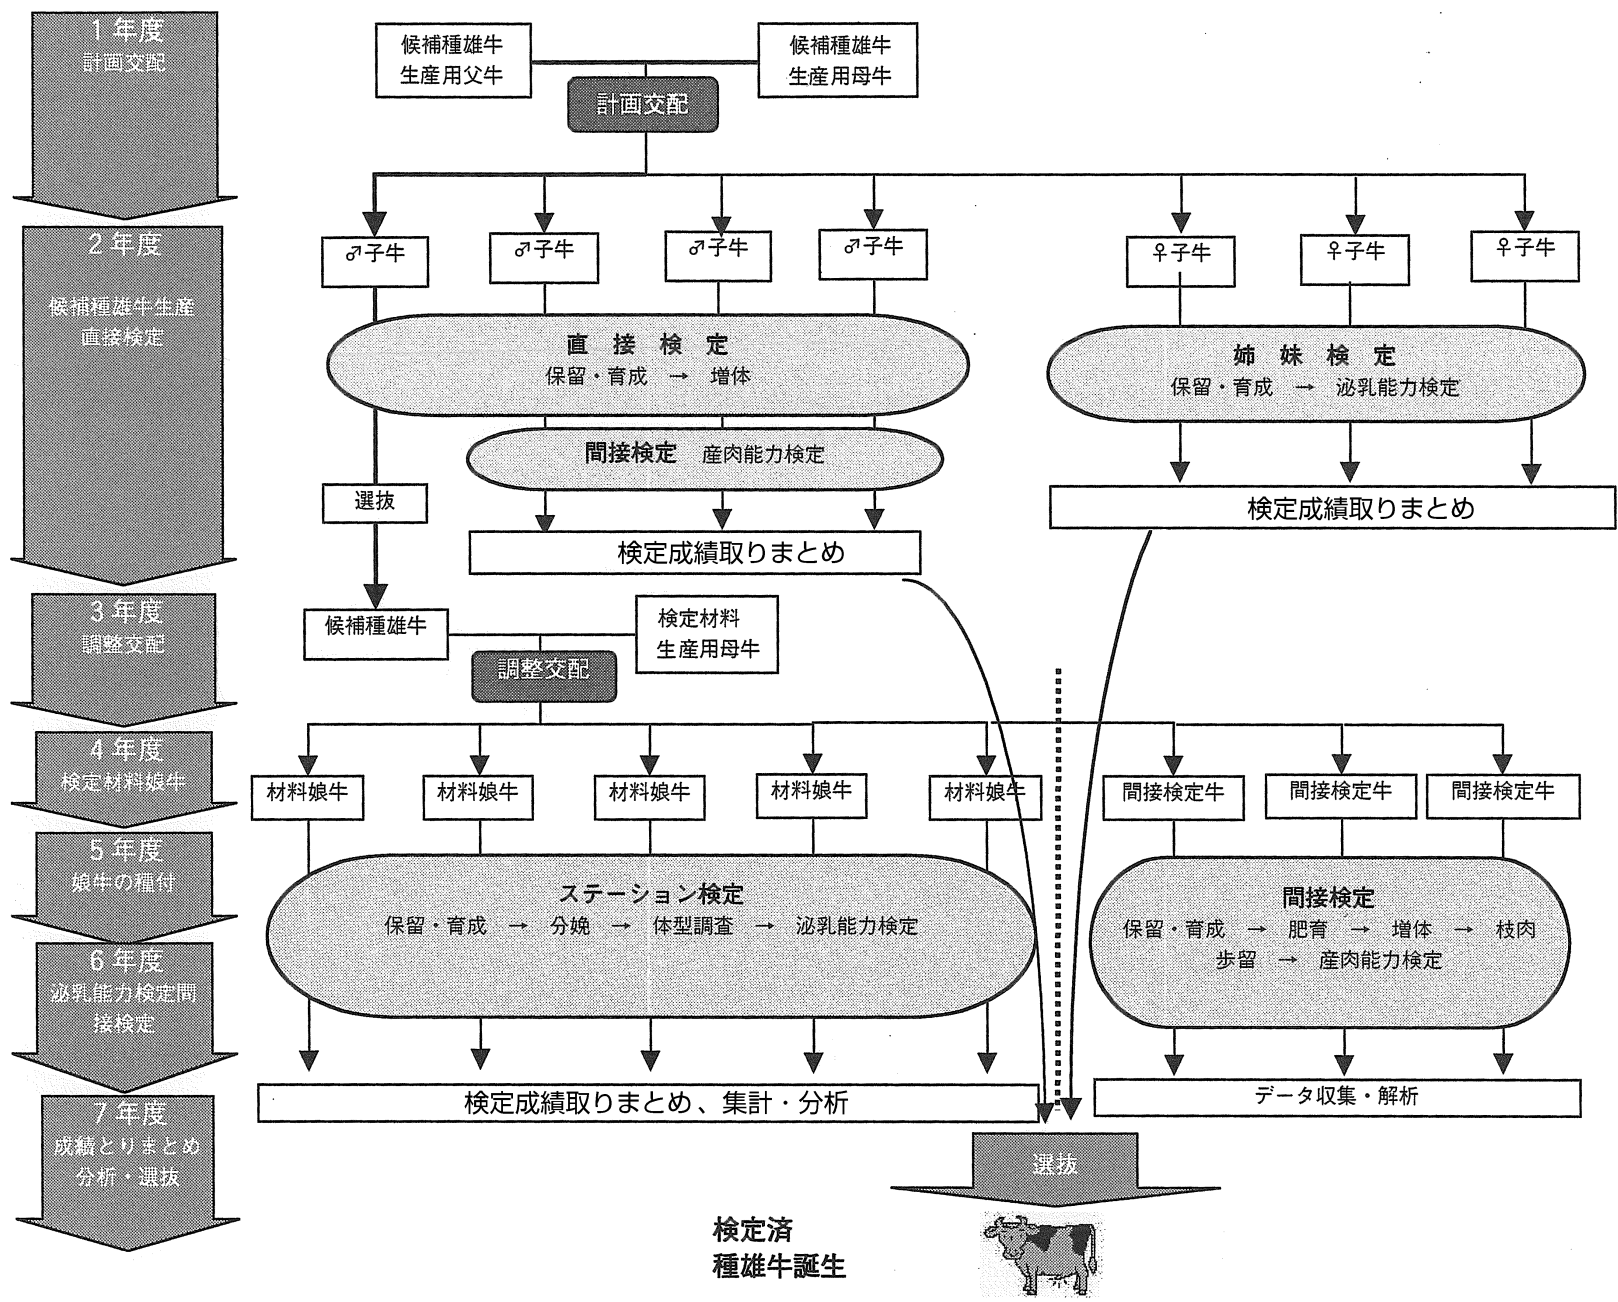 1 年度
計画交配
候補種雄牛
生産用父牛
候補種雄牛
生産用母牛
計画交配
2 年度
候補種雄牛生産
直接検定
♂子牛
♂子牛
♂子牛
♂子牛
♀子牛
♀子牛
♀子牛
直 接 検 定
保留・育成 → 増体
姉 妹 検 定
保留・育成 → 泌乳能力検定
間接検定 産肉能力検定
選抜
検定成績取りまとめ
検定成績取りまとめ
3 年度
調整交配
候補種雄牛
検定材料
生産用母牛
調整交配
4 年度
検定材料娘牛
材料娘牛
材料娘牛
材料娘牛
材料娘牛
材料娘牛
間接検定牛
間接検定牛
間接検定牛
5 年度
娘牛の種付
ステーション検定
保留・育成 → 分娩 → 体型調査 → 泌乳能力検定
間接検定
保留・育成 → 肥育 → 増体 → 枝肉
歩留 → 産肉能力検定
6 年度
泌乳能力検定間
接検定
検定成績取りまとめ、集計・分析
データ収集・解析
7 年度
成績とりまとめ
分析・選抜
選抜
検定済
種雄牛誕生